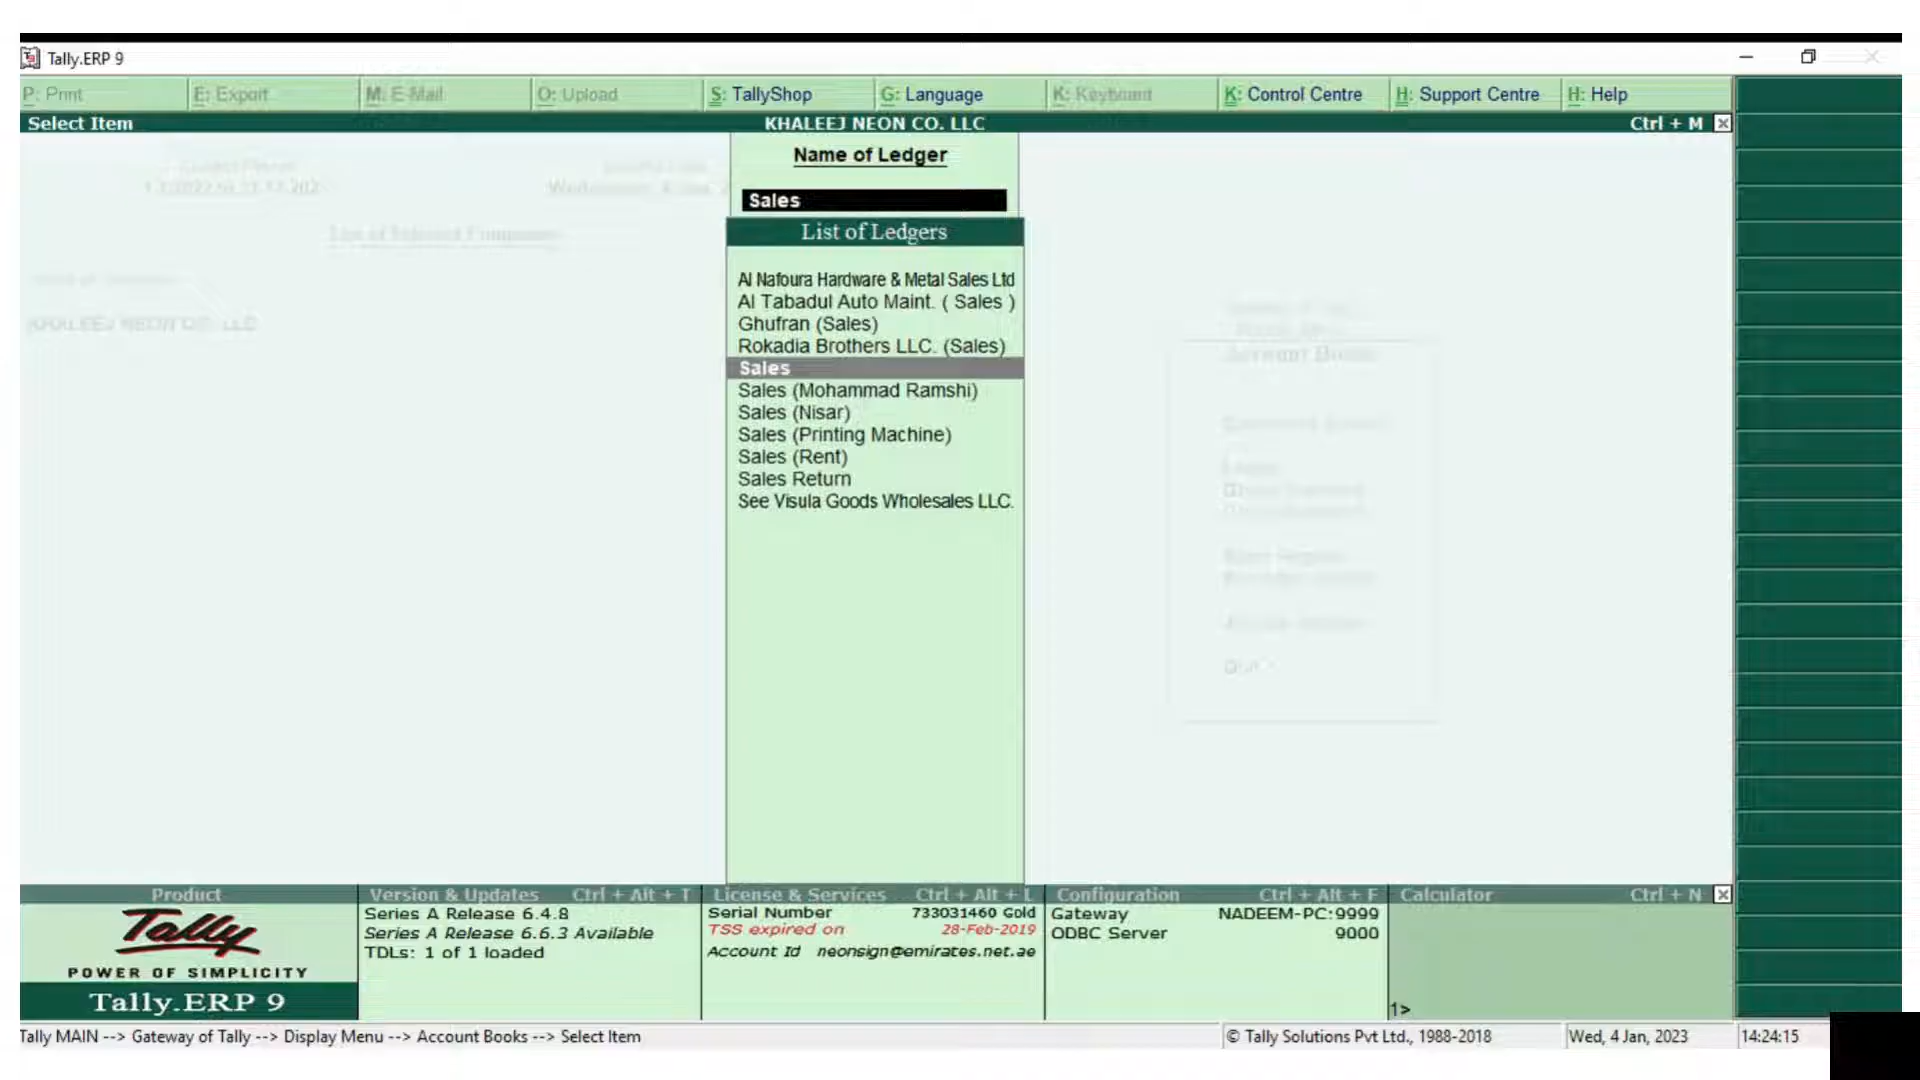 Tally.ERP 9
P: Print E: Export M: E-Mail O: Upload S: TallyShop G: Language K: Keyboard K: Control Centre H: Support Centre H: Help
Select Item KHALEEJ NEON CO. LLC Ctrl + M
Name of Ledger
Sales
List of Ledgers
Al Nafoura Hardware & Metal Sales Ltd
Al Tabadul Auto Maint. ( Sales )
Ghufran (Sales)
Rokadia Brothers LLC. (Sales)
Sales
Sales (Mohammad Ramshi)
Sales (Nisar)
Sales (Printing Machine)
Sales (Rent)
Sales Return
See Visula Goods Wholesales LLC.
KHALEEJ NEON CO. LLC
Product
Tally
POWER OF SIMPLICITY
Tally.ERP 9
Version & Updates Ctrl + Alt + T
Series A Release 6.4.8
Series A Release 6.6.3 Available
TDLs: 1 of 1 loaded
License & Services Ctrl + Alt + L
Serial Number 733031460 Gold
TSS expired on 28-Feb-2019
Account Id neonsign@emirates.net.ae
Configuration Ctrl + Alt + F
Gateway NADEEM-PC:9999
ODBC Server 9000
Calculator Ctrl + N
1>
Tally MAIN --> Gateway of Tally --> Display Menu --> Account Books --> Select Item
© Tally Solutions Pvt Ltd., 1988-2018 Wed, 4 Jan, 2023 14:24:15